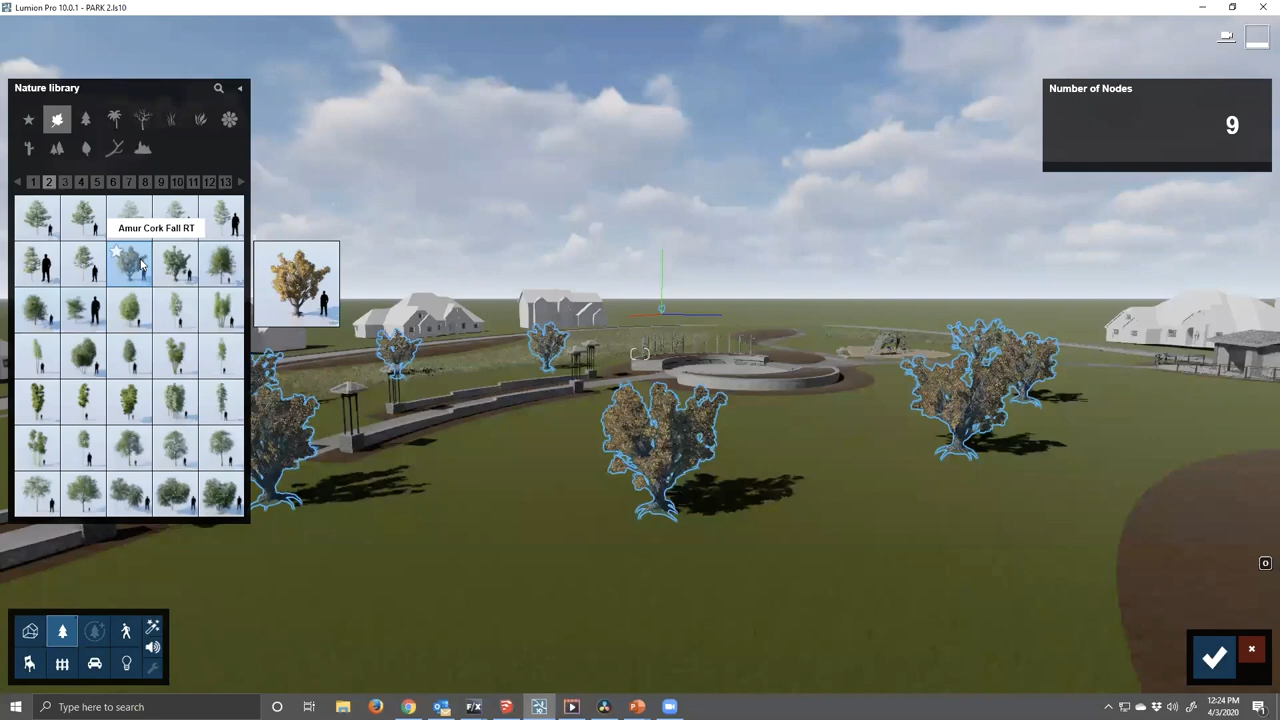 Lumion Pro 10.0.1 - PARK 2.ls10
Nature library
1 2 3 4 5 6 7 8 9 10 11 12 13
Amur Cork Fall RT
Number of Nodes
9
Type here to search
12:24 PM
4/3/2020